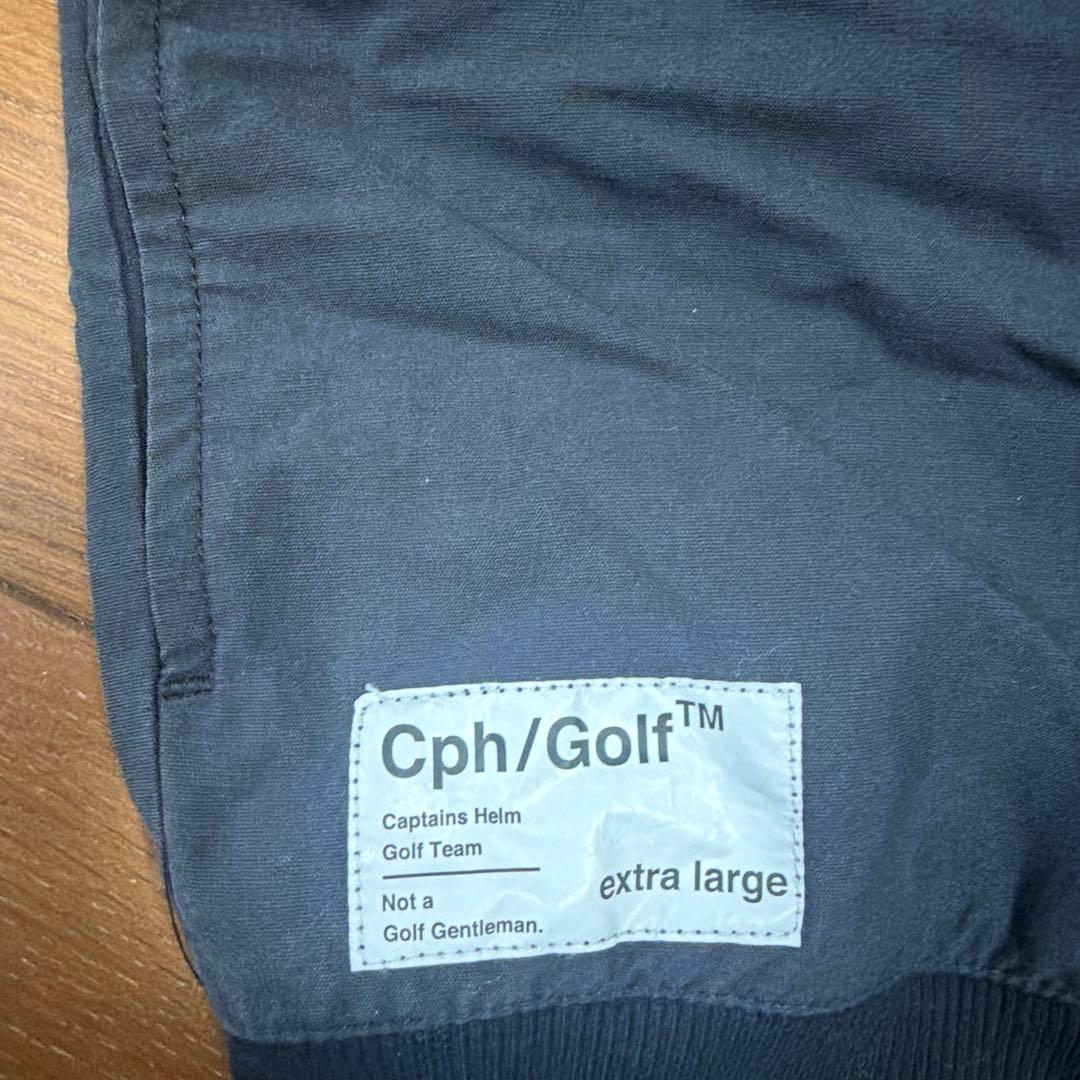 Cph/Golf™
Captains Helm
Golf Team
Not a
Golf Gentleman.
extra large